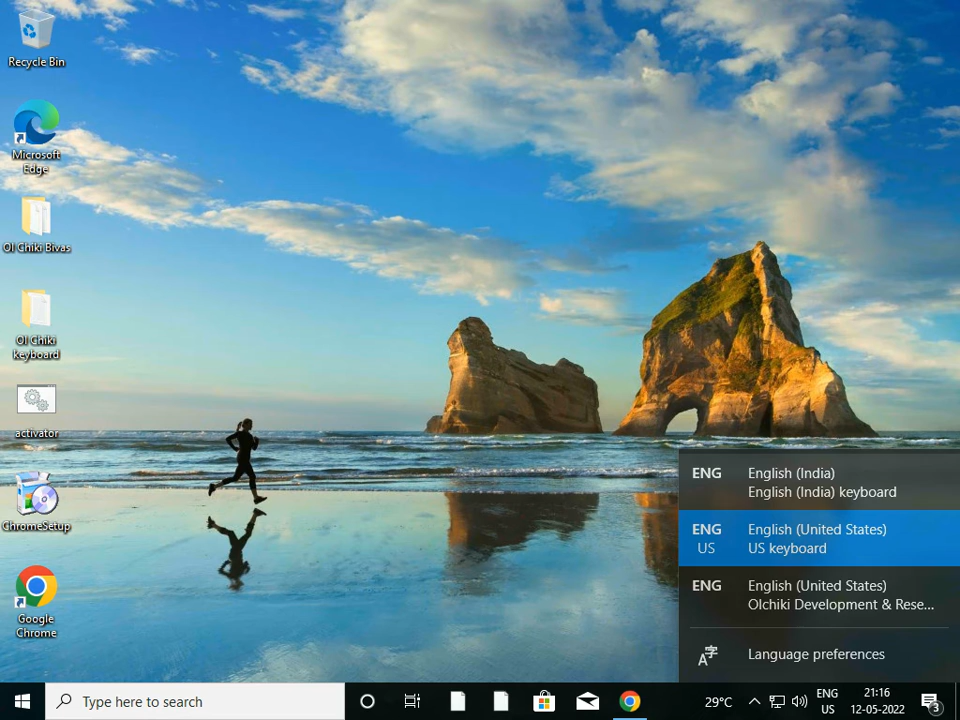 Recycle Bin
Microsoft
Edge
Ol Chiki Bivas
Ol Chiki
keyboard
activator
ChromeSetup
Google
Chrome
ENG
English (India)
English (India) keyboard
ENG
US
English (United States)
US keyboard
ENG
English (United States)
Olchiki Development & Rese...
A字
Language preferences
Type here to search
29°C
ENG
US
21:16
12-05-2022
3